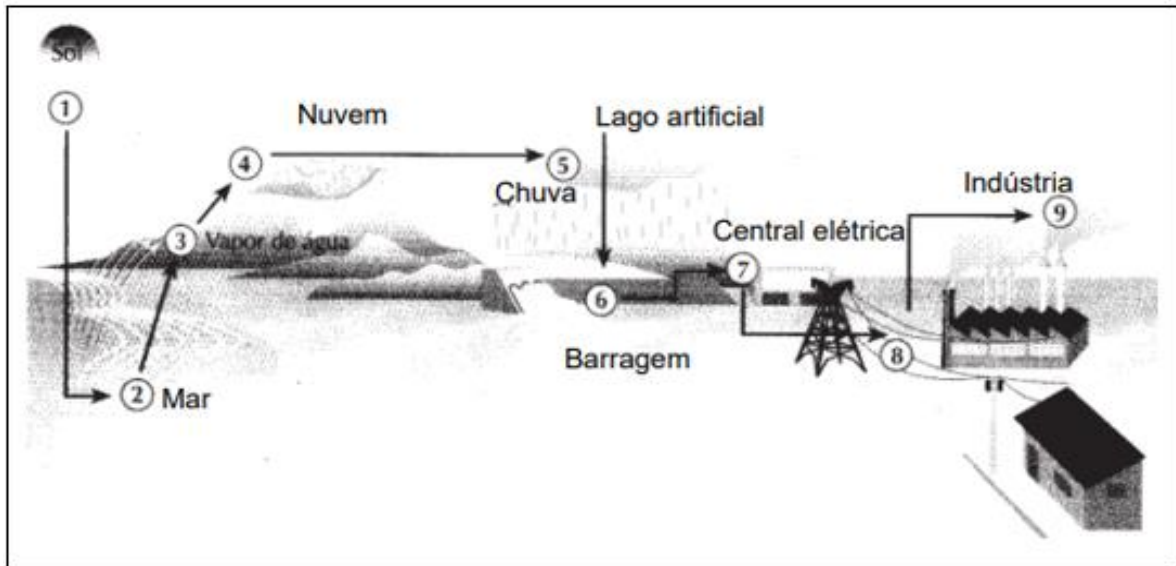 Sol
1
Nuvem
Lago artificial
4
5
Chuva
Indústria
9
3 Vapor de água
Central elétrica
7
6
Barragem
8
2 Mar